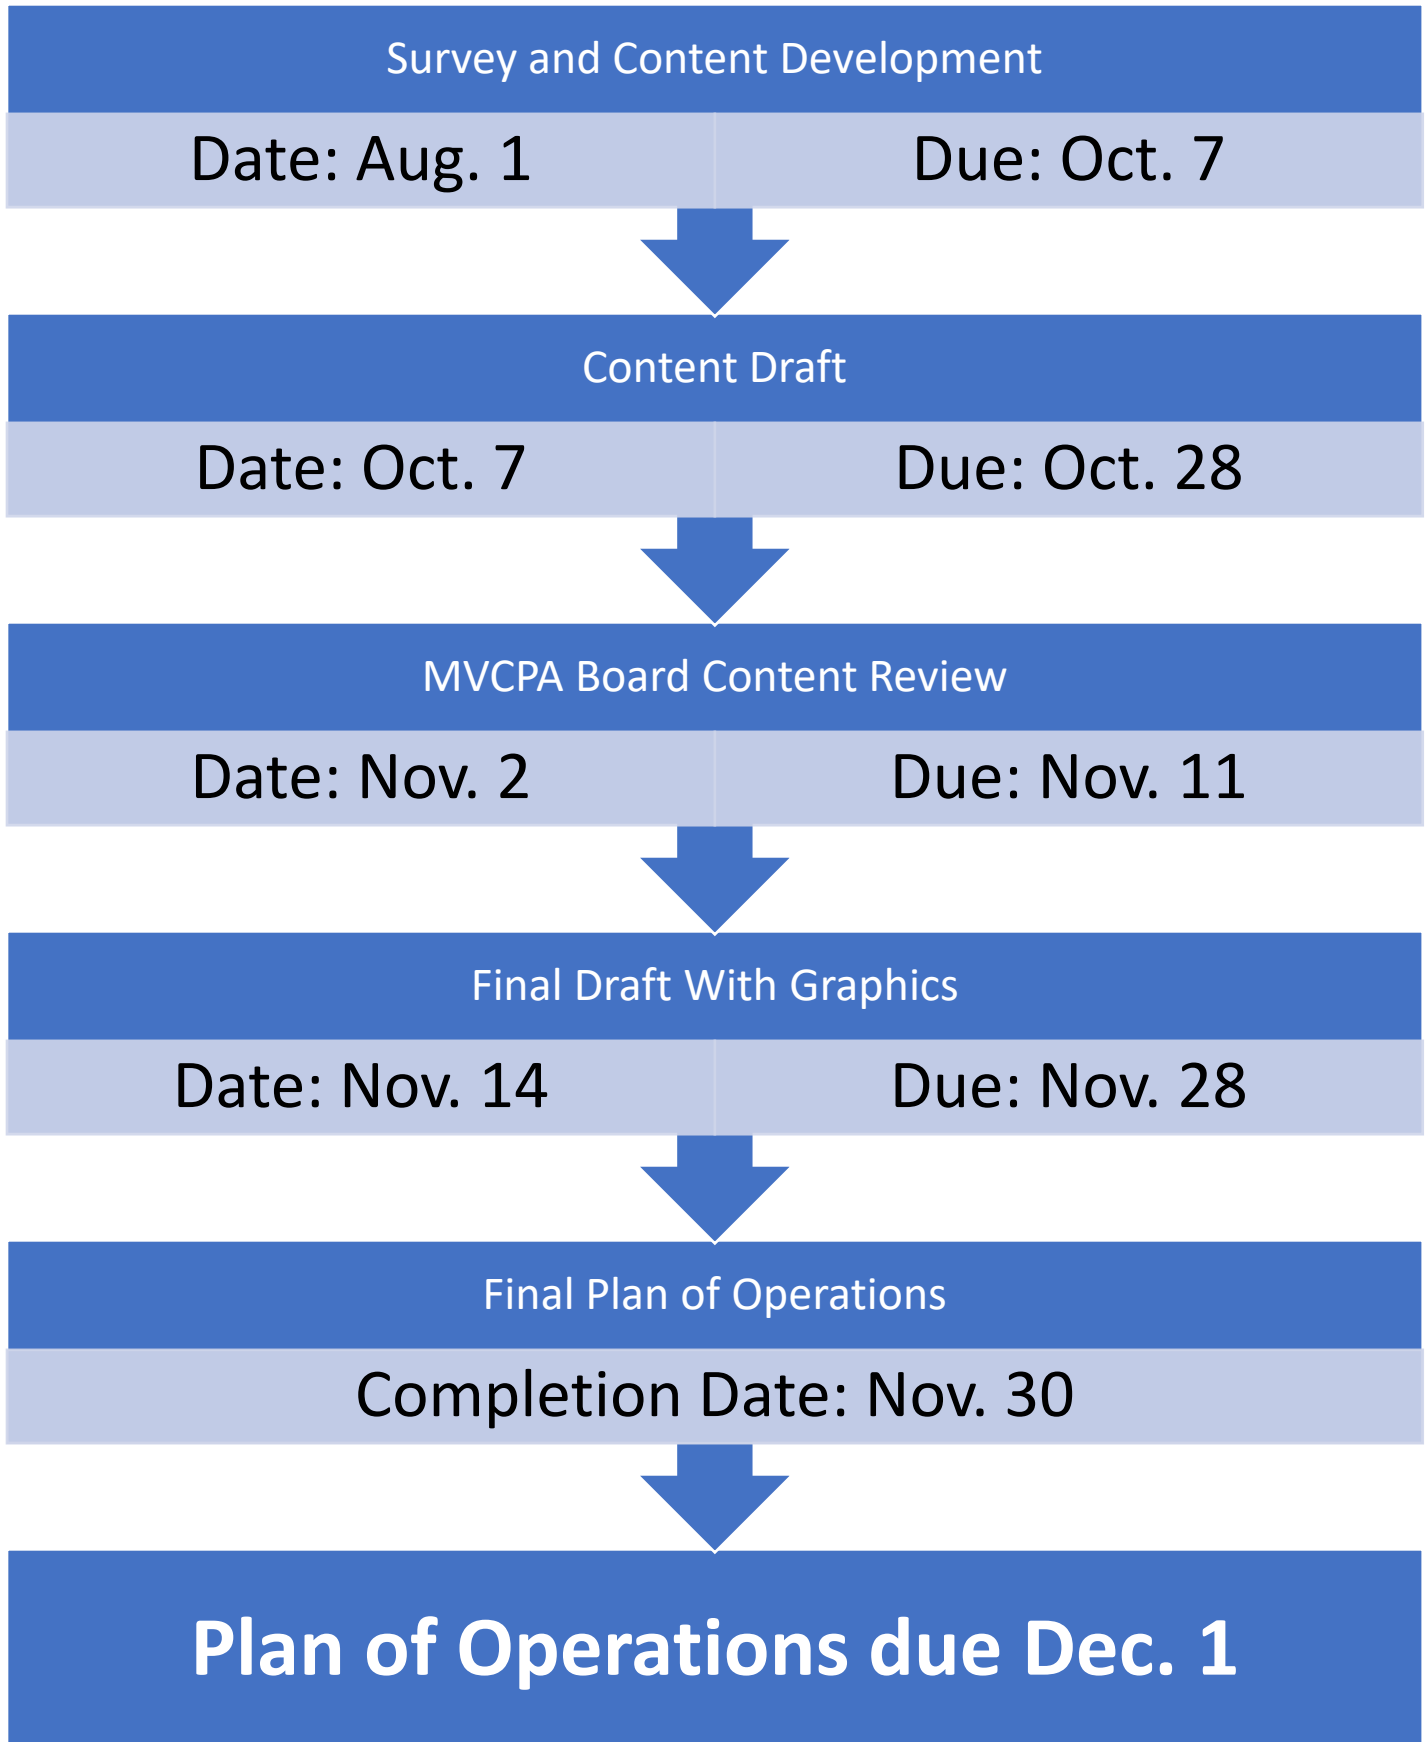 Survey and Content Development
Date: Aug. 1
Due: Oct. 7
Content Draft
Date: Oct. 7
Due: Oct. 28
MVCPA Board Content Review
Date: Nov. 2
Due: Nov. 11
Final Draft With Graphics
Date: Nov. 14
Due: Nov. 28
Final Plan of Operations
Completion Date: Nov. 30
Plan of Operations due Dec. 1